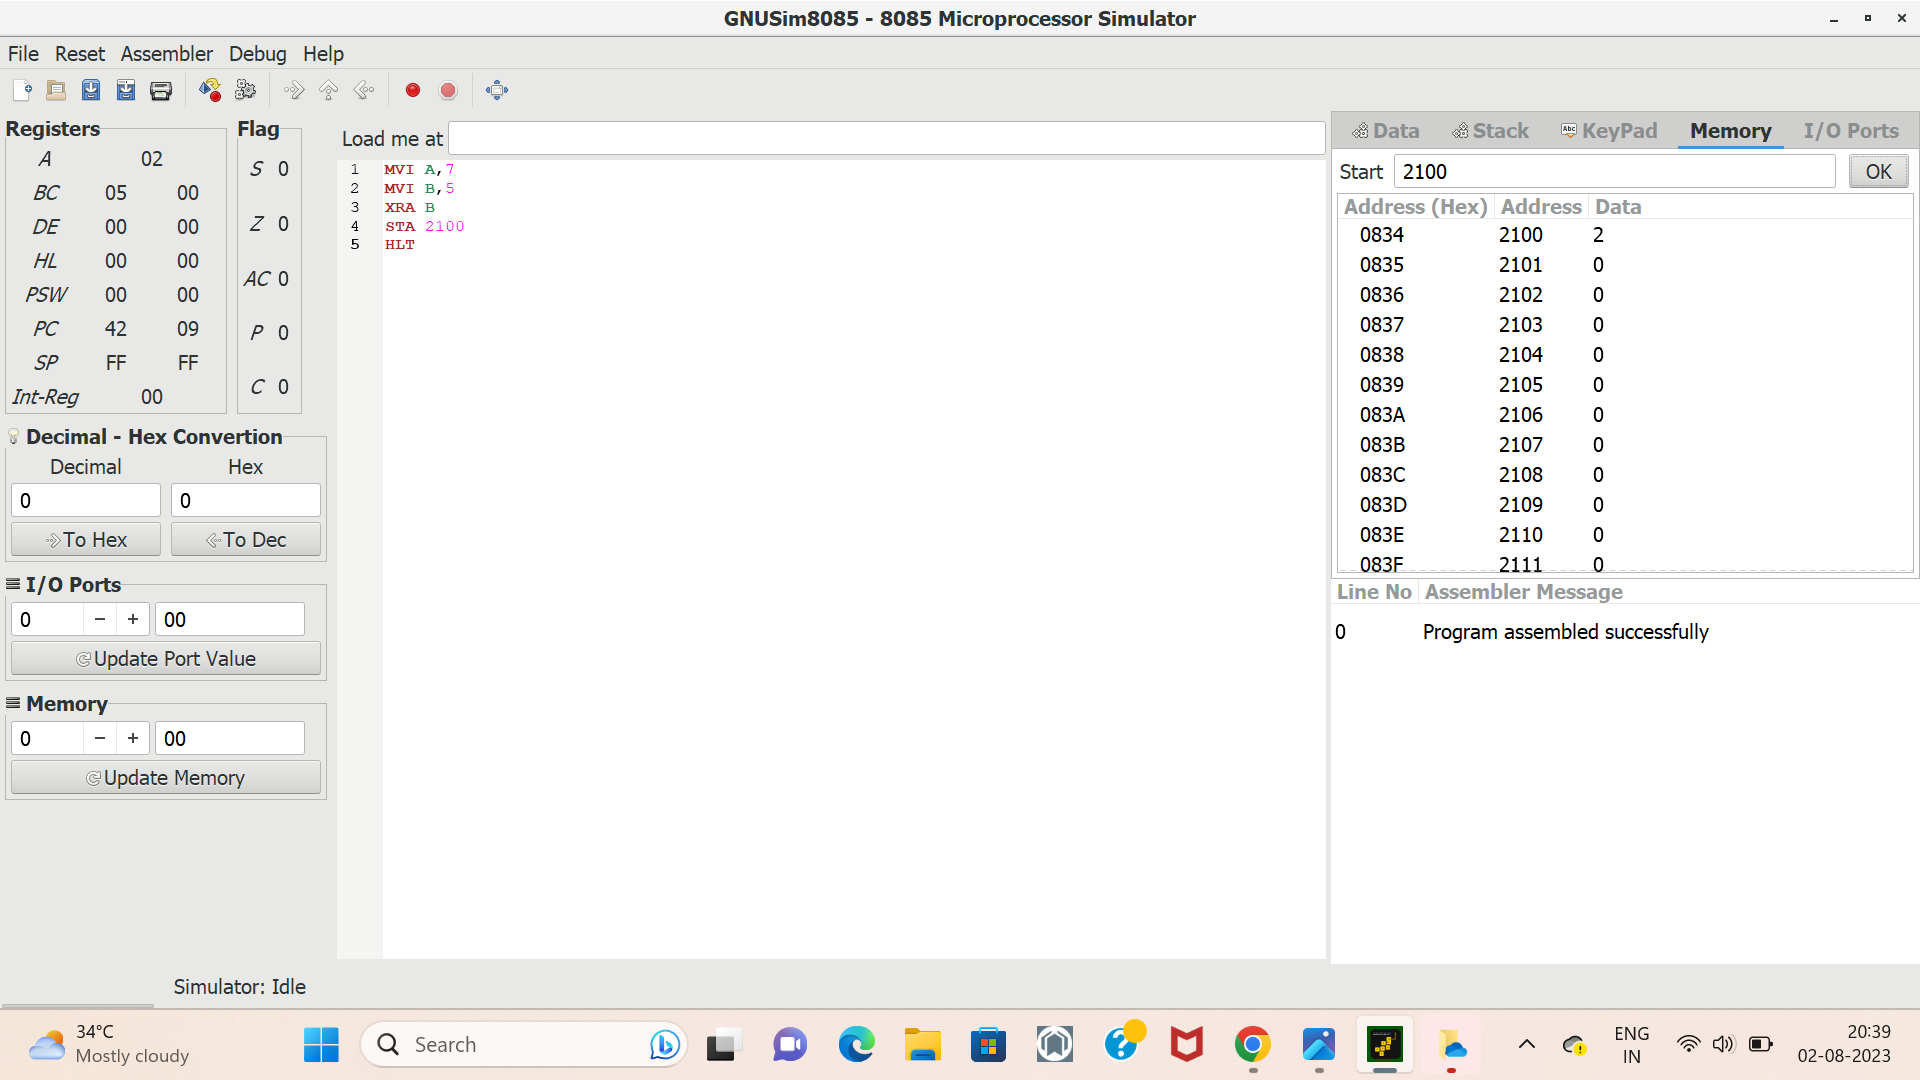 GNUSim8085 - 8085 Microprocessor Simulator
File Reset Assembler Debug Help
Registers
A 02
BC 05 00
DE 00 00
HL 00 00
PSW 00 00
PC 42 09
SP FF FF
Int-Reg 00
Flag
S 0
Z 0
AC 0
P 0
C 0
Decimal - Hex Convertion
Decimal Hex
0 0
To Hex To Dec
I/O Ports
0 − + 00
Update Port Value
Memory
0 − + 00
Update Memory
Simulator: Idle
Load me at
1 MVI A,7
2 MVI B,5
3 XRA B
4 STA 2100
5 HLT
Data Stack Abc KeyPad Memory I/O Ports
Start 2100 OK
Address (Hex) Address Data
0834 2100 2
0835 2101 0
0836 2102 0
0837 2103 0
0838 2104 0
0839 2105 0
083A 2106 0
083B 2107 0
083C 2108 0
083D 2109 0
083E 2110 0
083F 2111 0
Line No Assembler Message
0 Program assembled successfully
34°C
Mostly cloudy
Search
ENG
IN
20:39
02-08-2023